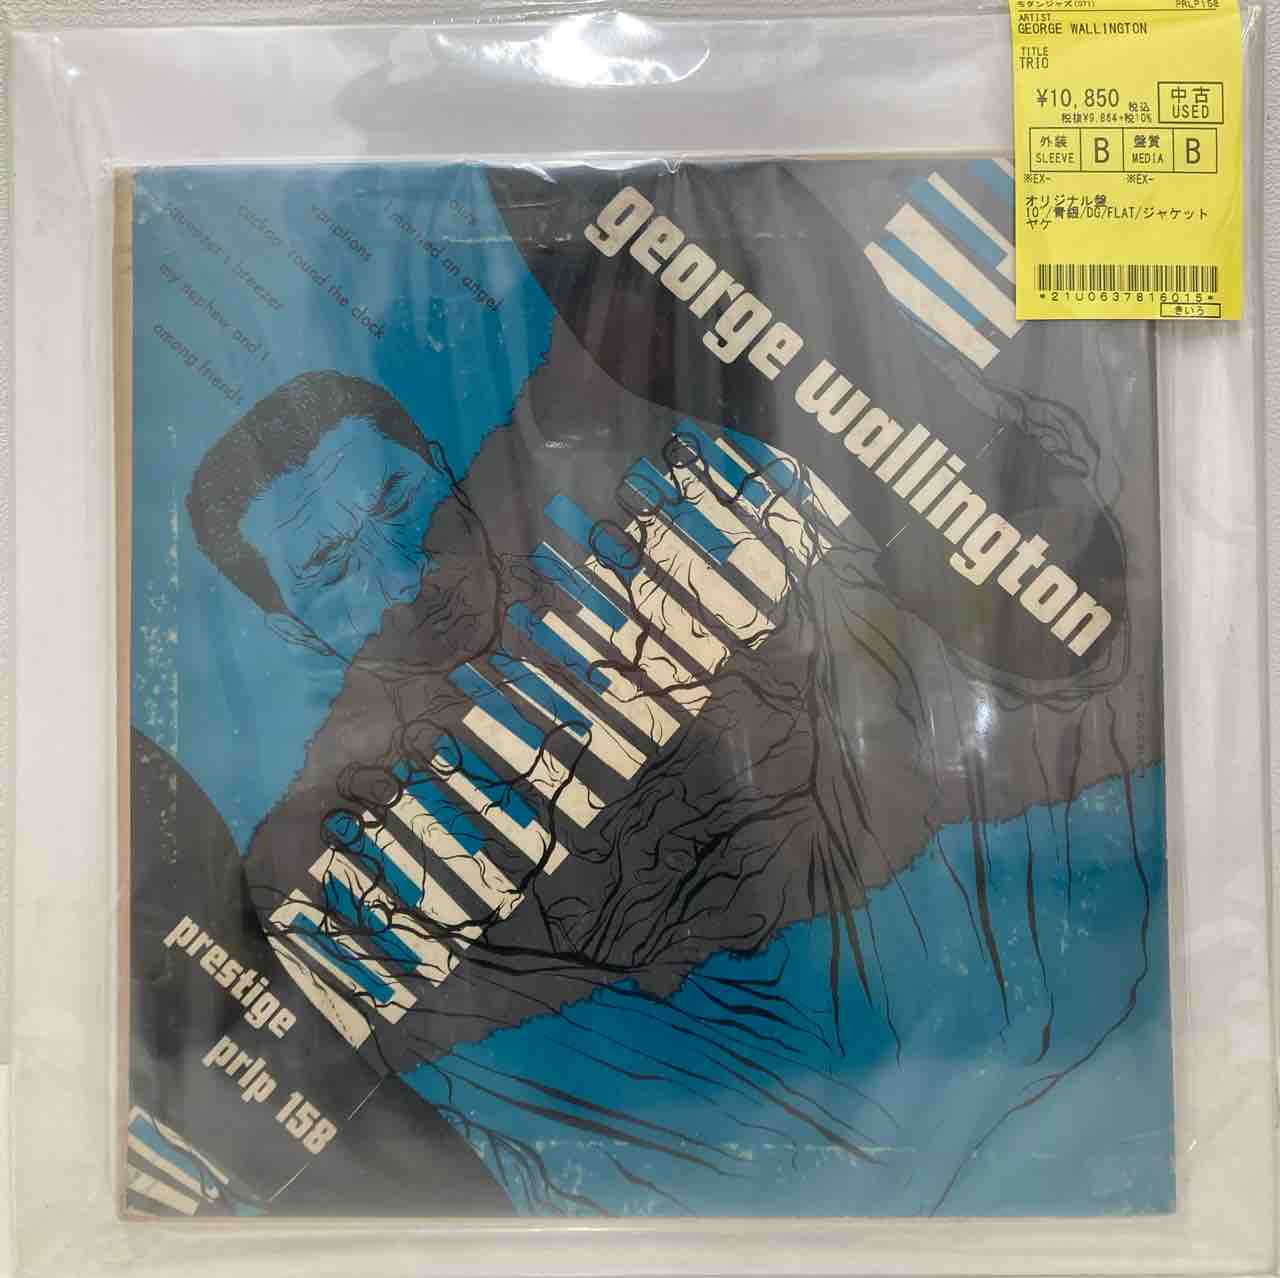 モダンジャズ(071) PRLP158
ARTIST
GEORGE WALLINGTON
TITLE
TRIO
¥10,850 税込
税抜¥9,864+税10%
中古
USED
外装
SLEEVE
B
盤質
MEDIA
B
※EX- ※EX-
オリジナル盤
10"/青銀/DG/FLAT/ジャケット
ヤケ
*21U0637816015*
きいろ
squeezer's breezer
my nephew and I
among friends
cuckoo 'round the clock
variations
I married an angel
ours
george wallington
prestige
prlp 158